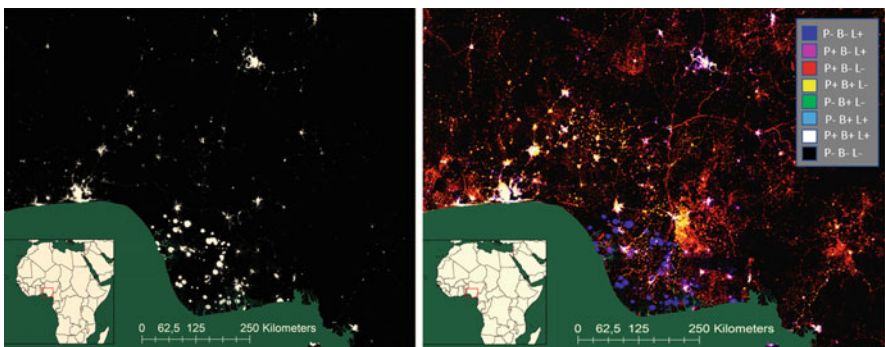 P- B- L+
P+ B- L+
P+ B- L-
P+ B+ L-
P- B+ L-
P- B+ L+
P+ B+ L+
P- B- L-
0 62,5 125 250 Kilometers
0 62,5 125 250 Kilometers